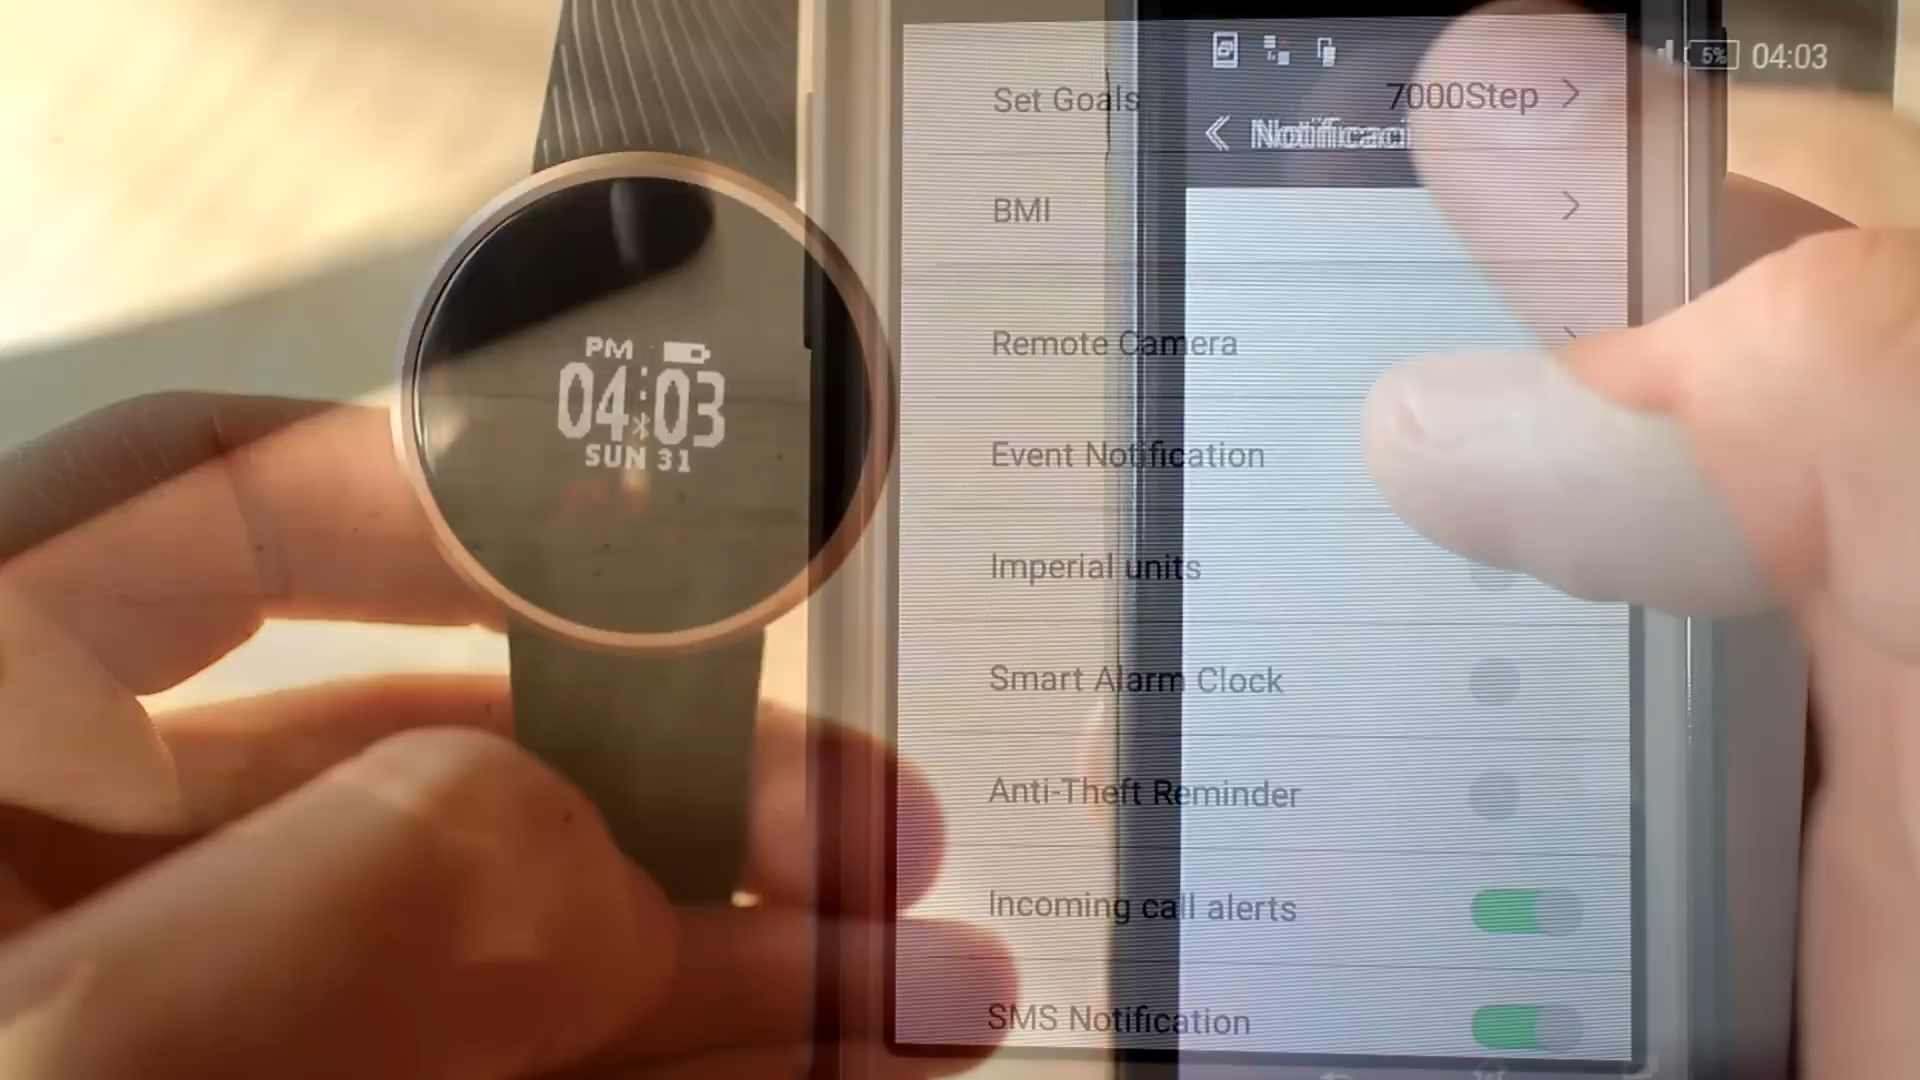 PM
04:03
SUN 31
5% 04:03
Set Goals 7000Step
Notificaci
BMI
Remote Camera
Event Notification
Imperial units
Smart Alarm Clock
Anti-Theft Reminder
Incoming call alerts
SMS Notification